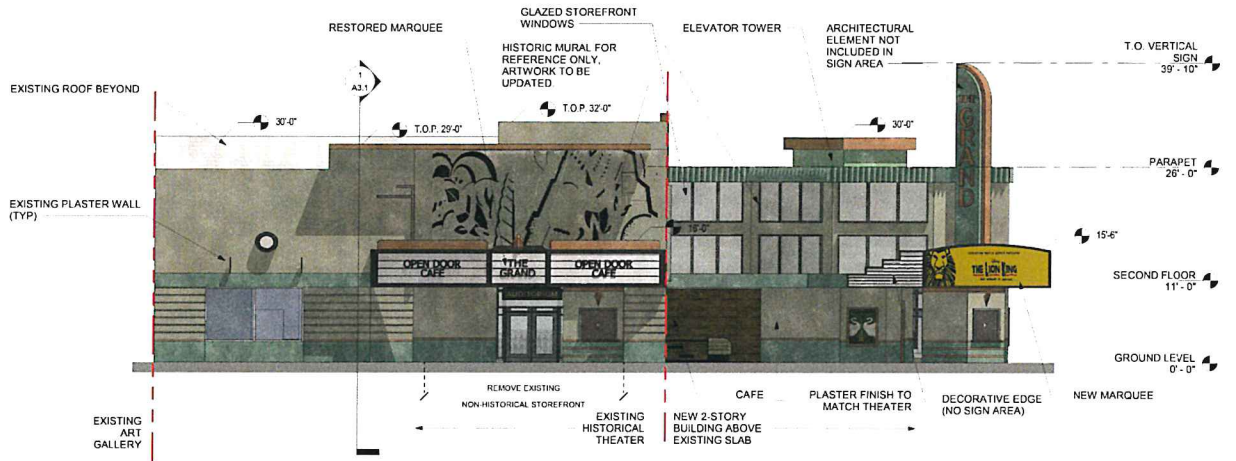 GLAZED STOREFRONT
WINDOWS
RESTORED MARQUEE
ELEVATOR TOWER
ARCHITECTURAL
ELEMENT NOT
INCLUDED IN
SIGN AREA
T.O. VERTICAL
SIGN
39' - 10"
HISTORIC MURAL FOR
REFERENCE ONLY,
ARTWORK TO BE
UPDATED
1
A3.1
EXISTING ROOF BEYOND
30'-0"
T.O.P. 29'-0"
T.O.P. 32'-0"
30'-0"
THE
GRAND
PARAPET
26' - 0"
EXISTING PLASTER WALL
(TYP)
16'-0"
15'-6"
OPEN DOOR
CAFE
THE
GRAND
OPEN DOOR
CAFE
THE LION KING
SECOND FLOOR
11' - 0"
GROUND LEVEL
0' - 0"
REMOVE EXISTING
NON-HISTORICAL STOREFRONT
EXISTING
ART
GALLERY
EXISTING
HISTORICAL
THEATER
NEW 2-STORY
BUILDING ABOVE
EXISTING SLAB
CAFE
PLASTER FINISH TO
MATCH THEATER
DECORATIVE EDGE
(NO SIGN AREA)
NEW MARQUEE